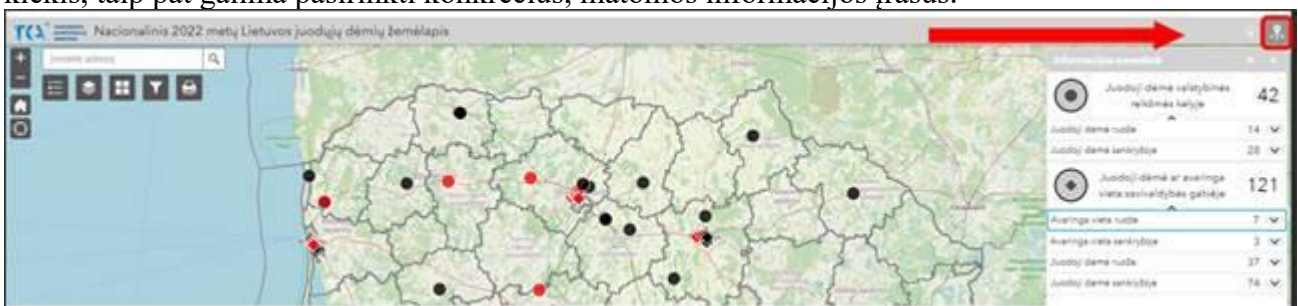 kiekis, taip pat galima pasirinkti konkrečius, matomos informacijos įrašus.
Nacionalinis 2022 metų Lietuvos juodųjų dėmių žemėlapis
Įveskite adresą
Juodoji dėmė valstybinės
reikšmės kelyje
42
Juodoji dėmė ruože 14
Juodoji dėmė sankryžoje 28
Juodoji dėmė ar avaringa
vieta savivaldybės gatvėje
121
Avaringa vieta ruože 7
Avaringa vieta sankryžoje 3
Juodoji dėmė ruože 37
Juodoji dėmė sankryžoje 74